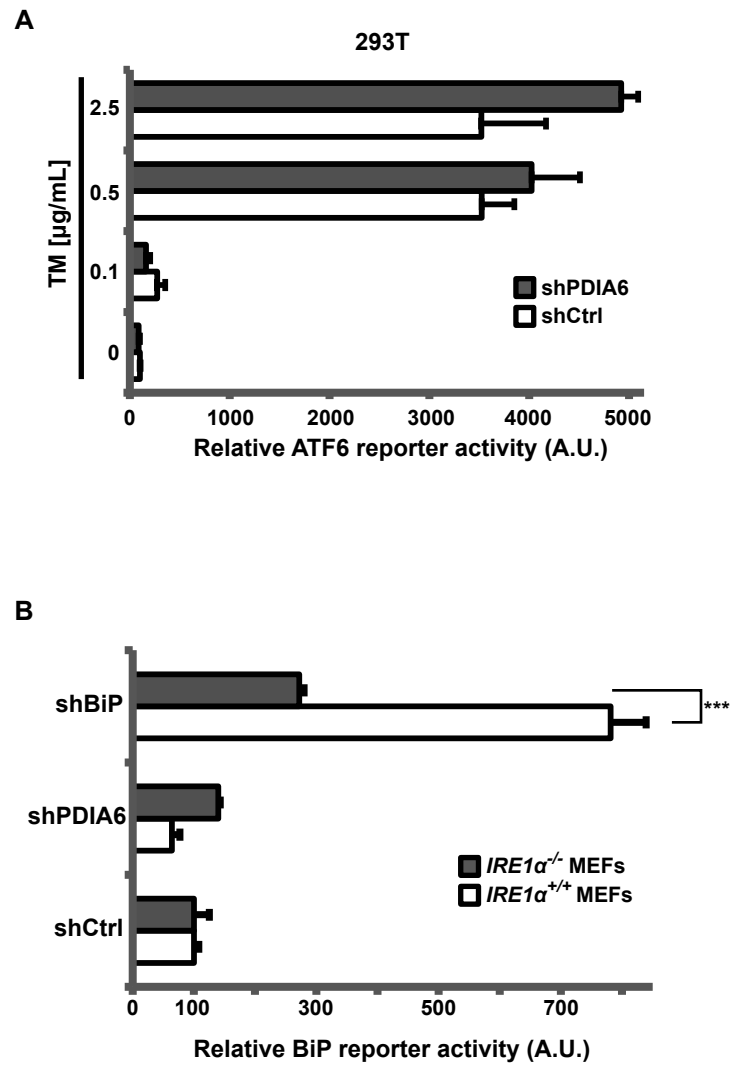 A
293T
TM [µg/mL]
2.5
0.5
0.1
0
shPDIA6
shCtrl
0 1000 2000 3000 4000 5000
Relative ATF6 reporter activity (A.U.)
B
shBiP
***
shPDIA6
IRE1α-/- MEFs
IRE1α+/+ MEFs
shCtrl
0 100 300 500 700
Relative BiP reporter activity (A.U.)